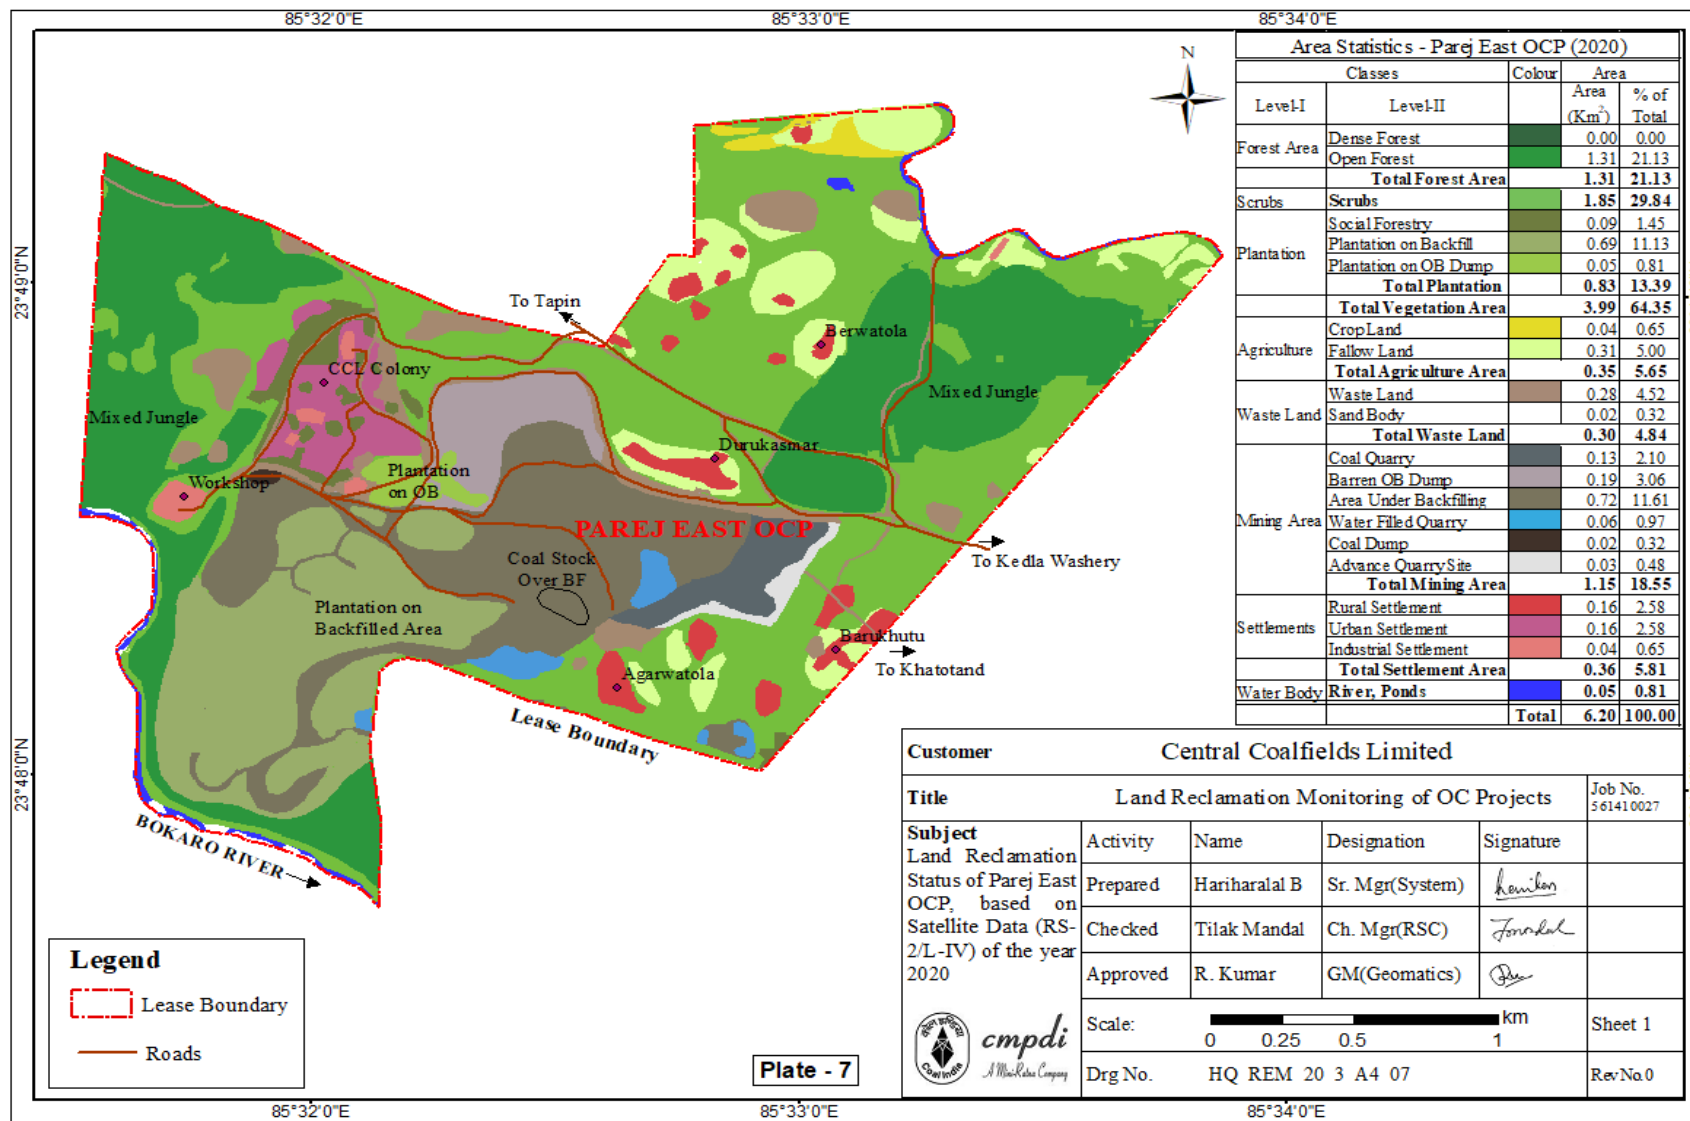 85°32'0"E 85°33'0"E 85°34'0"E
Area Statistics - Parej East OCP (2020)
Classes Colour Area
Level-I Level-II Area (Km²) % of Total
Forest Area Dense Forest 0.00 0.00
Open Forest 1.31 21.13
Total Forest Area 1.31 21.13
Scrubs Scrubs 1.85 29.84
Plantation Social Forestry 0.09 1.45
Plantation on Backfill 0.69 11.13
Plantation on OB Dump 0.05 0.81
Total Plantation 0.83 13.39
Total Vegetation Area 3.99 64.35
Agriculture Crop Land 0.04 0.65
Fallow Land 0.31 5.00
Total Agriculture Area 0.35 5.65
Waste Land Waste Land 0.28 4.52
Sand Body 0.02 0.32
Total Waste Land 0.30 4.84
Mining Area Coal Quarry 0.13 2.10
Barren OB Dump 0.19 3.06
Area Under Backfilling 0.72 11.61
Water Filled Quarry 0.06 0.97
Coal Dump 0.02 0.32
Advance Quarry Site 0.03 0.48
Total Mining Area 1.15 18.55
Settlements Rural Settlement 0.16 2.58
Urban Settlement 0.16 2.58
Industrial Settlement 0.04 0.65
Total Settlement Area 0.36 5.81
Water Body River, Ponds 0.05 0.81
Total 6.20 100.00
N
23°49'0"N
23°48'0"N
To Tapin
Berwatola
CCL Colony
Mixed Jungle
Mixed Jungle
Durukasmar
Workshop
Plantation
on OB
PAREJ EAST OCP
Coal Stock
Over BF
To Kedla Washery
Plantation on
Backfilled Area
Barukhutu
To Khatotand
Agarwatola
Lease Boundary
BOKARO RIVER
Legend
Lease Boundary
Roads
Plate - 7
Customer Central Coalfields Limited
Title Land Reclamation Monitoring of OC Projects
Job No.
561410027
Subject
Land Reclamation
Status of Parej East
OCP, based on
Satellite Data (RS-
2/L-IV) of the year
2020
Activity Name Designation Signature
Prepared Hariharalal B Sr. Mgr(System)
Checked Tilak Mandal Ch. Mgr(RSC)
Approved R. Kumar GM(Geomatics)
Coal India
cmpdi
A Mini Ratna Company
Scale: km
0 0.25 0.5 1
Sheet 1
Drg No. HQ REM 20 3 A4 07
Rev No.0
85°32'0"E 85°33'0"E 85°34'0"E